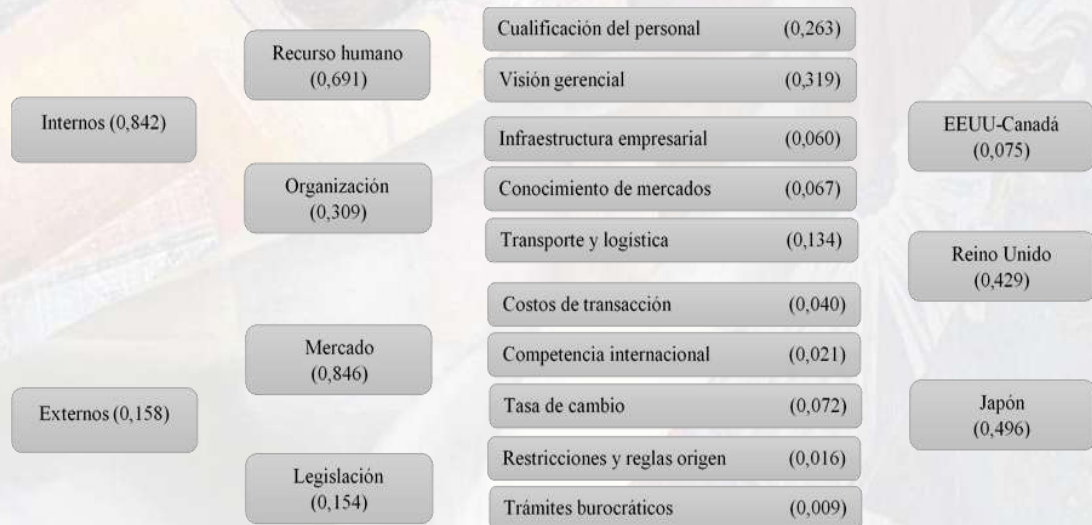 Internos (0,842)
Externos (0,158)
Recurso humano
(0,691)
Organización
(0,309)
Mercado
(0,846)
Legislación
(0,154)
Cualificación del personal (0,263)
Visión gerencial (0,319)
Infraestructura empresarial (0,060)
Conocimiento de mercados (0,067)
Transporte y logística (0,134)
Costos de transacción (0,040)
Competencia internacional (0,021)
Tasa de cambio (0,072)
Restricciones y reglas origen (0,016)
Trámites burocráticos (0,009)
EEUU-Canadá
(0,075)
Reino Unido
(0,429)
Japón
(0,496)